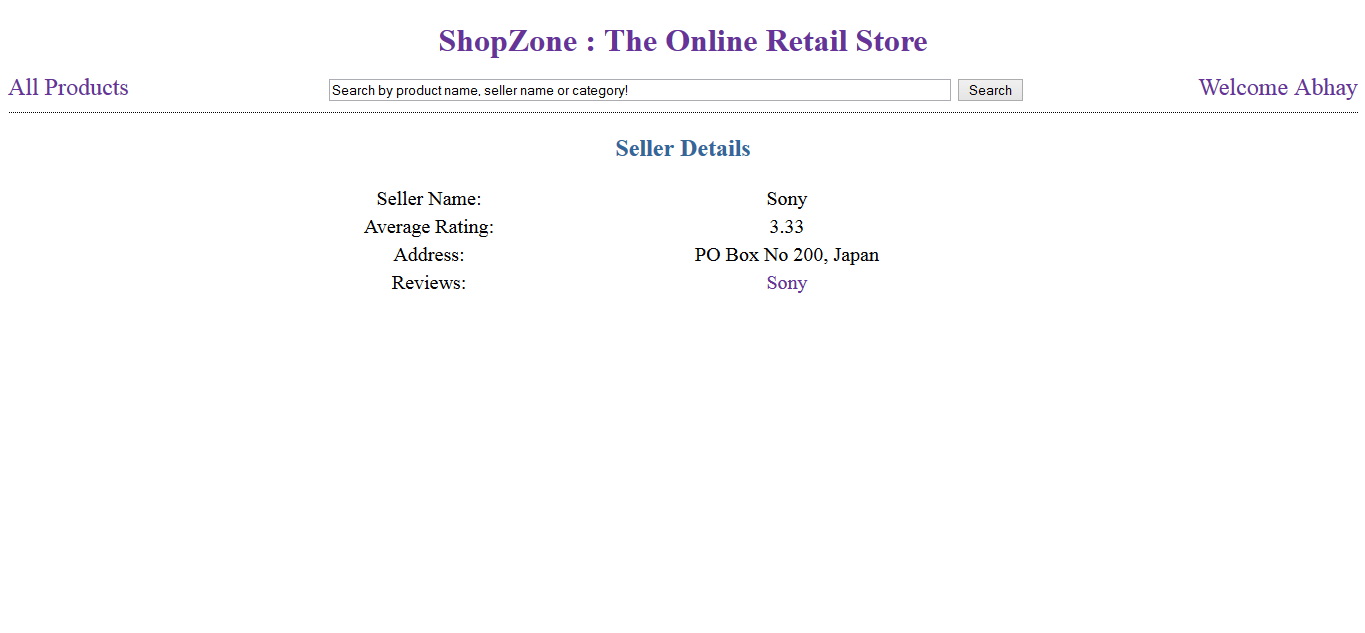 ShopZone : The Online Retail Store
All Products Search by product name, seller name or category! Search Welcome Abhay
Seller Details
Seller Name: Sony
Average Rating: 3.33
Address: PO Box No 200, Japan
Reviews: Sony